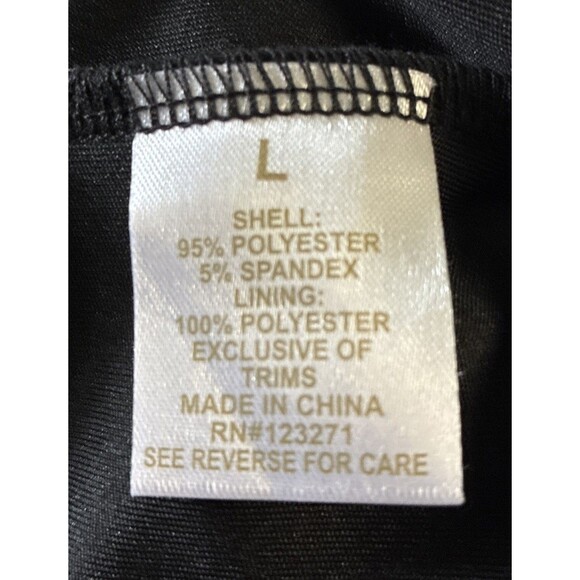 L
SHELL:
95% POLYESTER
5% SPANDEX
LINING:
100% POLYESTER
EXCLUSIVE OF
TRIMS
MADE IN CHINA
RN#123271
SEE REVERSE FOR CARE